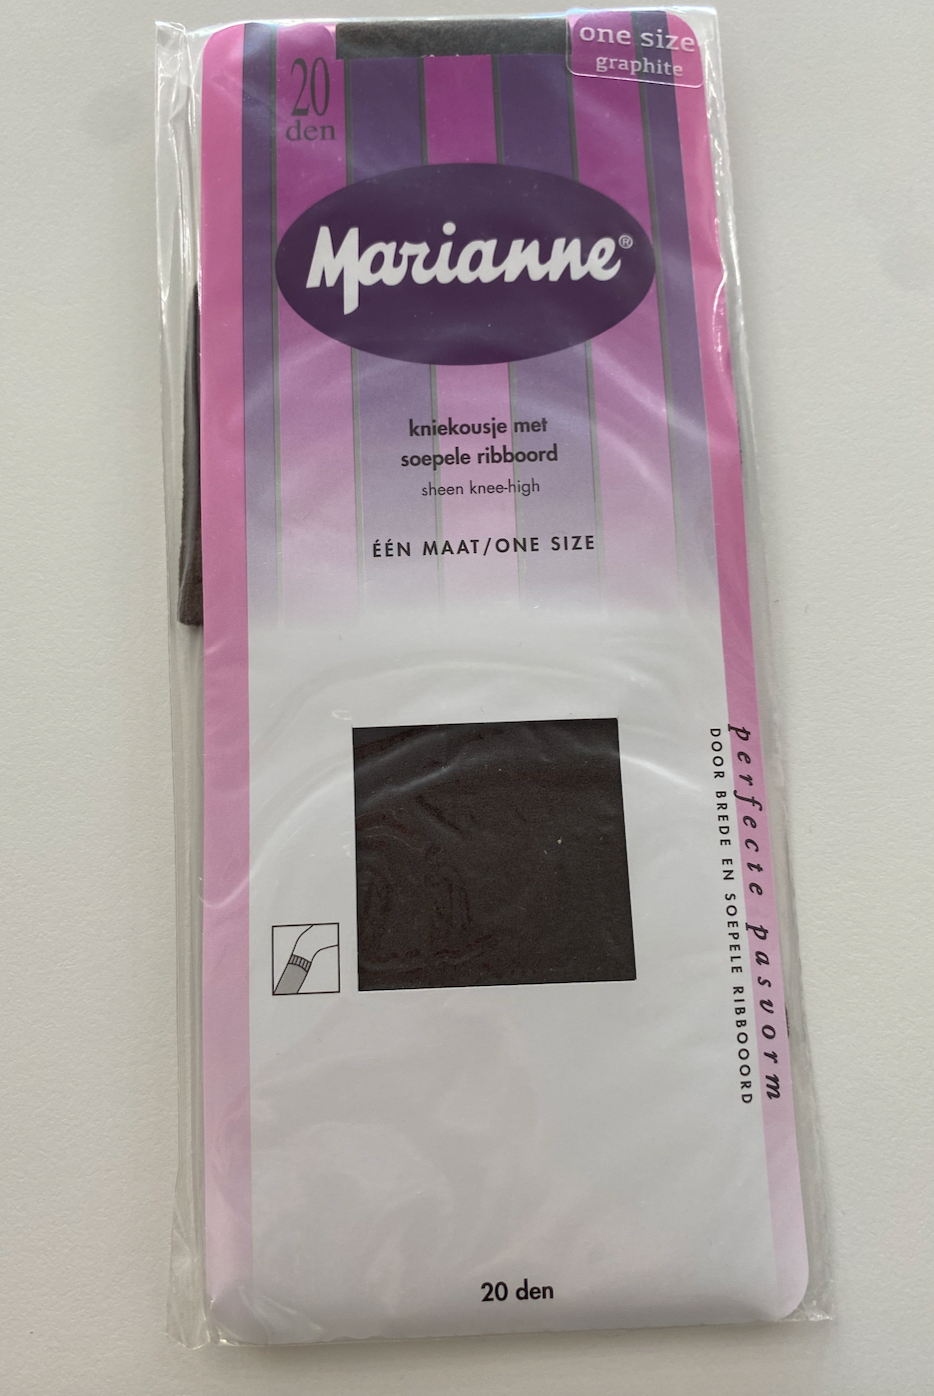 one size
graphite
20
den
Marianne®
kniekousje met
soepele ribboord
sheen knee-high
ÉÉN MAAT/ONE SIZE
perfecte pasvorm
DOOR BREDE EN SOEPELE RIBBOOORD
20 den